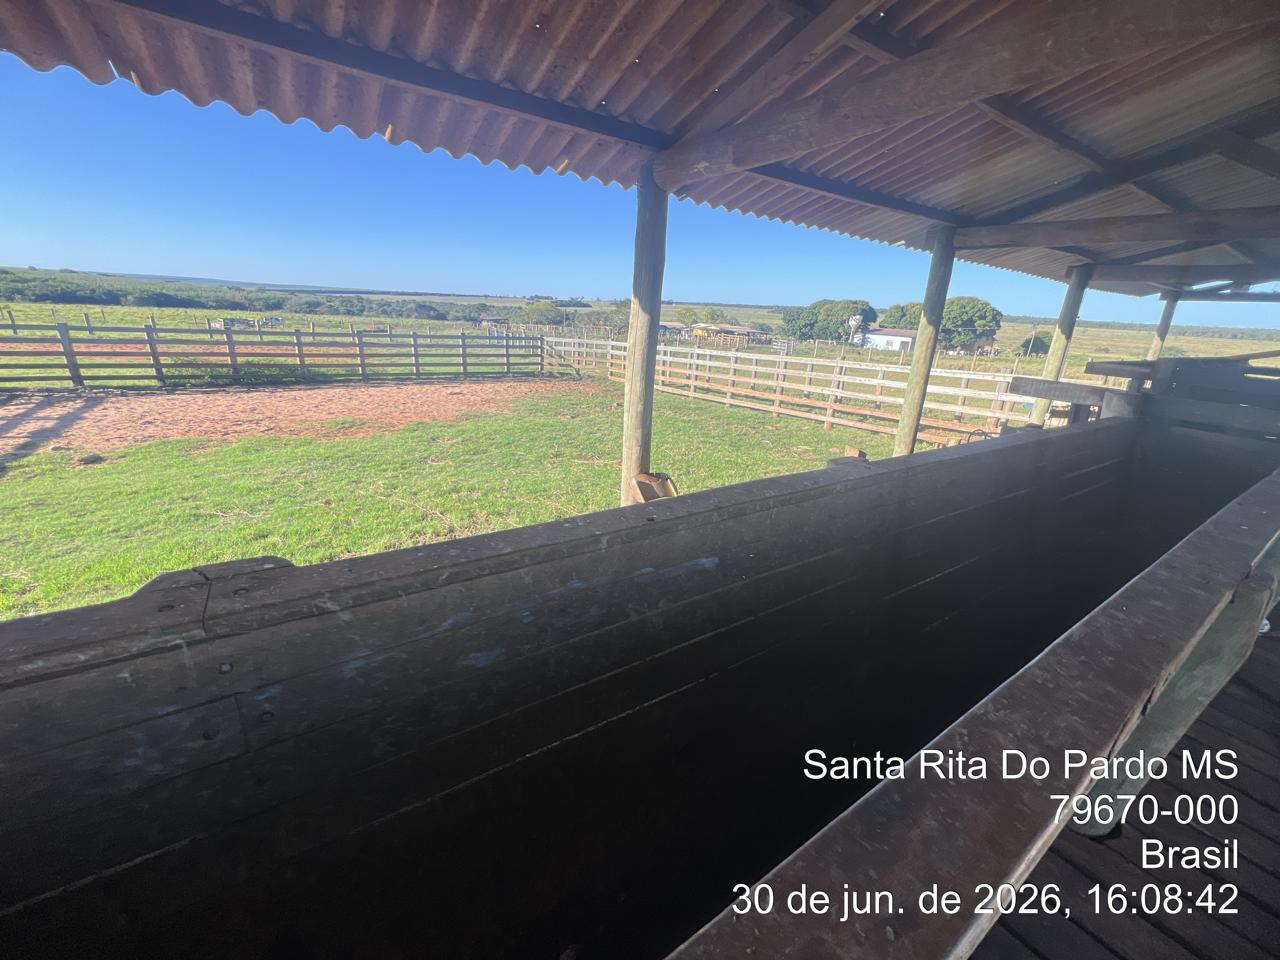 Santa Rita Do Pardo MS
79670-000
Brasil
30 de jun. de 2026, 16:08:42